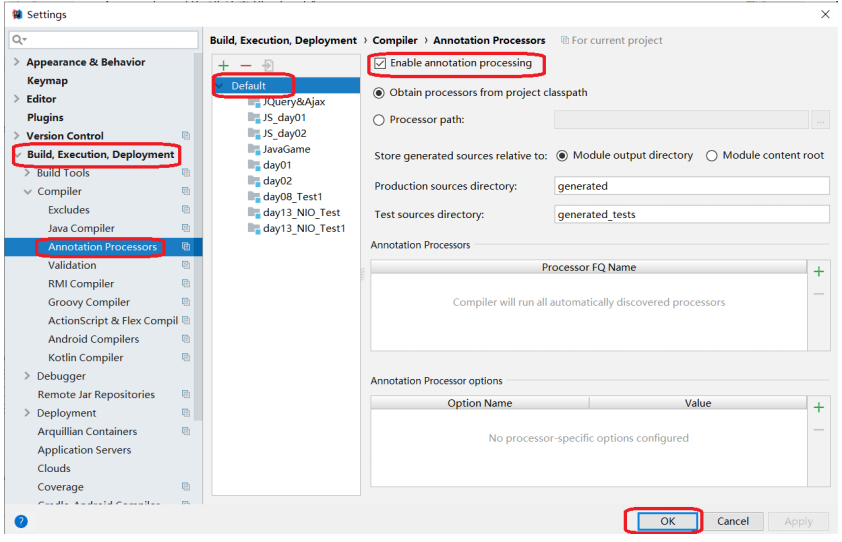 Settings
Build, Execution, Deployment › Compiler › Annotation Processors For current project
Appearance & Behavior
Keymap
Editor
Plugins
Version Control
Build, Execution, Deployment
Build Tools
Compiler
Excludes
Java Compiler
Annotation Processors
Validation
RMI Compiler
Groovy Compiler
ActionScript & Flex Compil
Android Compilers
Kotlin Compiler
Debugger
Remote Jar Repositories
Deployment
Arquillian Containers
Application Servers
Clouds
Coverage
Gradle-Android Compiler
Default
JQuery&Ajax
JS_day01
JS_day02
JavaGame
day01
day02
day08_Test1
day13_NIO_Test
day13_NIO_Test1
Enable annotation processing
Obtain processors from project classpath
Processor path:
...
Store generated sources relative to: Module output directory Module content root
Production sources directory: generated
Test sources directory: generated_tests
Annotation Processors
Processor FQ Name
Compiler will run all automatically discovered processors
Annotation Processor options
Option Name Value
No processor-specific options configured
?
OK Cancel Apply